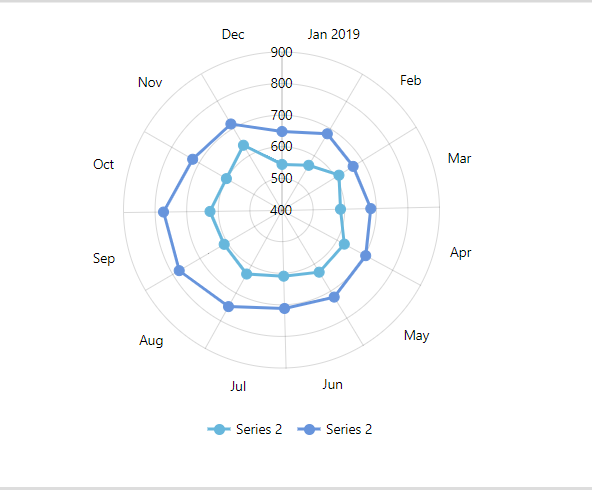 Dec
Jan 2019
Nov
Feb
Oct
Mar
Sep
Apr
Aug
May
Jul
Jun
900
800
700
600
500
400
Series 2
Series 2